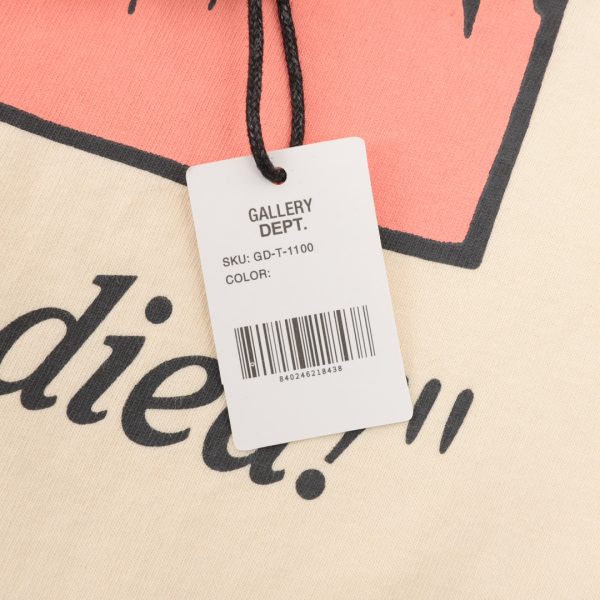 GALLERY
DEPT.
SKU: GD-T-1100
COLOR:
840246218438
died!"